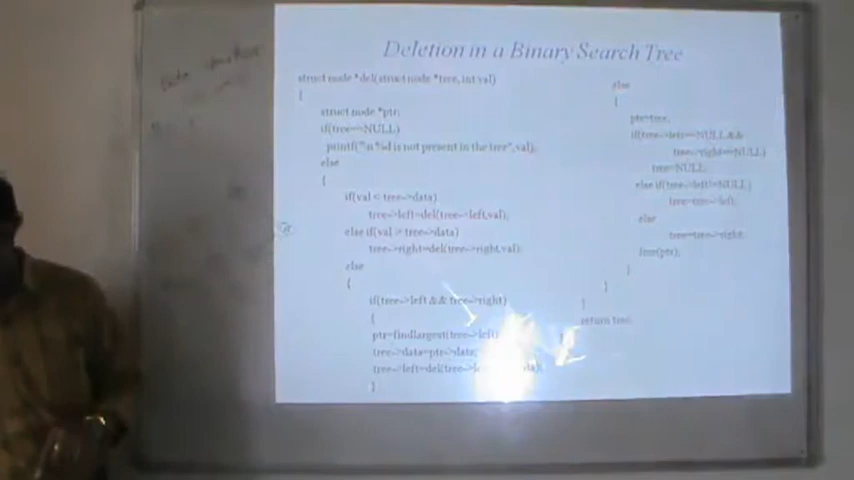 Deletion in a Binary Search Tree
struct node *del(struct node *tree, int val)
{
struct node *ptr;
if(tree==NULL)
printf("\n %d is not present in the tree",val);
else
{
if(val < tree->data)
tree->left=del(tree->left,val);
else if(val > tree->data)
tree->right=del(tree->right,val);
else
{
if(tree->left && tree->right)
{
ptr=findlargest(tree->left)
tree->data=ptr->data;
tree->left=del(
}
else
{
ptr=tree;
if(tree->left==NULL &&
tree->right==NULL)
tree=NULL;
else if(tree->left!=NULL)
tree=tree->left;
else
tree=tree->right;
free(ptr);
}
}
}
return tree;